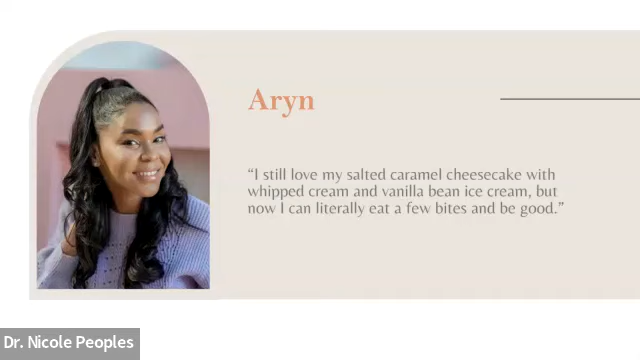 Aryn
“I still love my salted caramel cheesecake with
whipped cream and vanilla bean ice cream, but
now I can literally eat a few bites and be good.”
Dr. Nicole Peoples